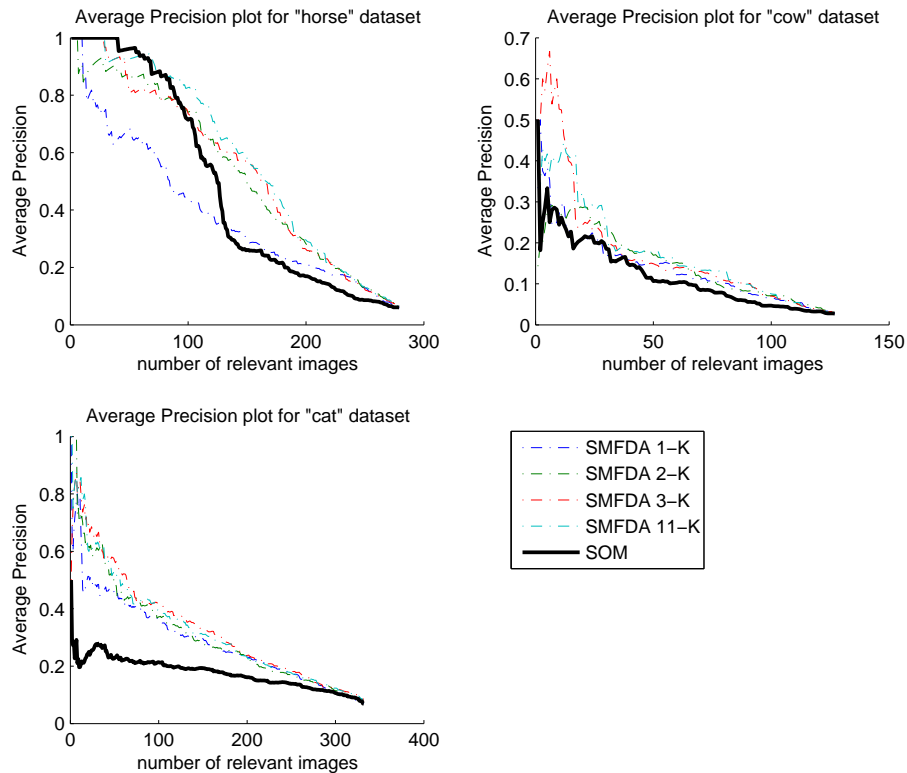 Average Precision plot for "horse" dataset
1
0.8
0.6
0.4
0.2
0
Average Precision
0
100
200
300
number of relevant images
Average Precision plot for "cow" dataset
0.7
0.6
0.5
0.4
0.3
0.2
0.1
0
Average Precision
0
50
100
150
number of relevant images
Average Precision plot for "cat" dataset
1
0.8
0.6
0.4
0.2
0
Average Precision
0
100
200
300
400
number of relevant images
SMFDA 1−K
SMFDA 2−K
SMFDA 3−K
SMFDA 11−K
SOM